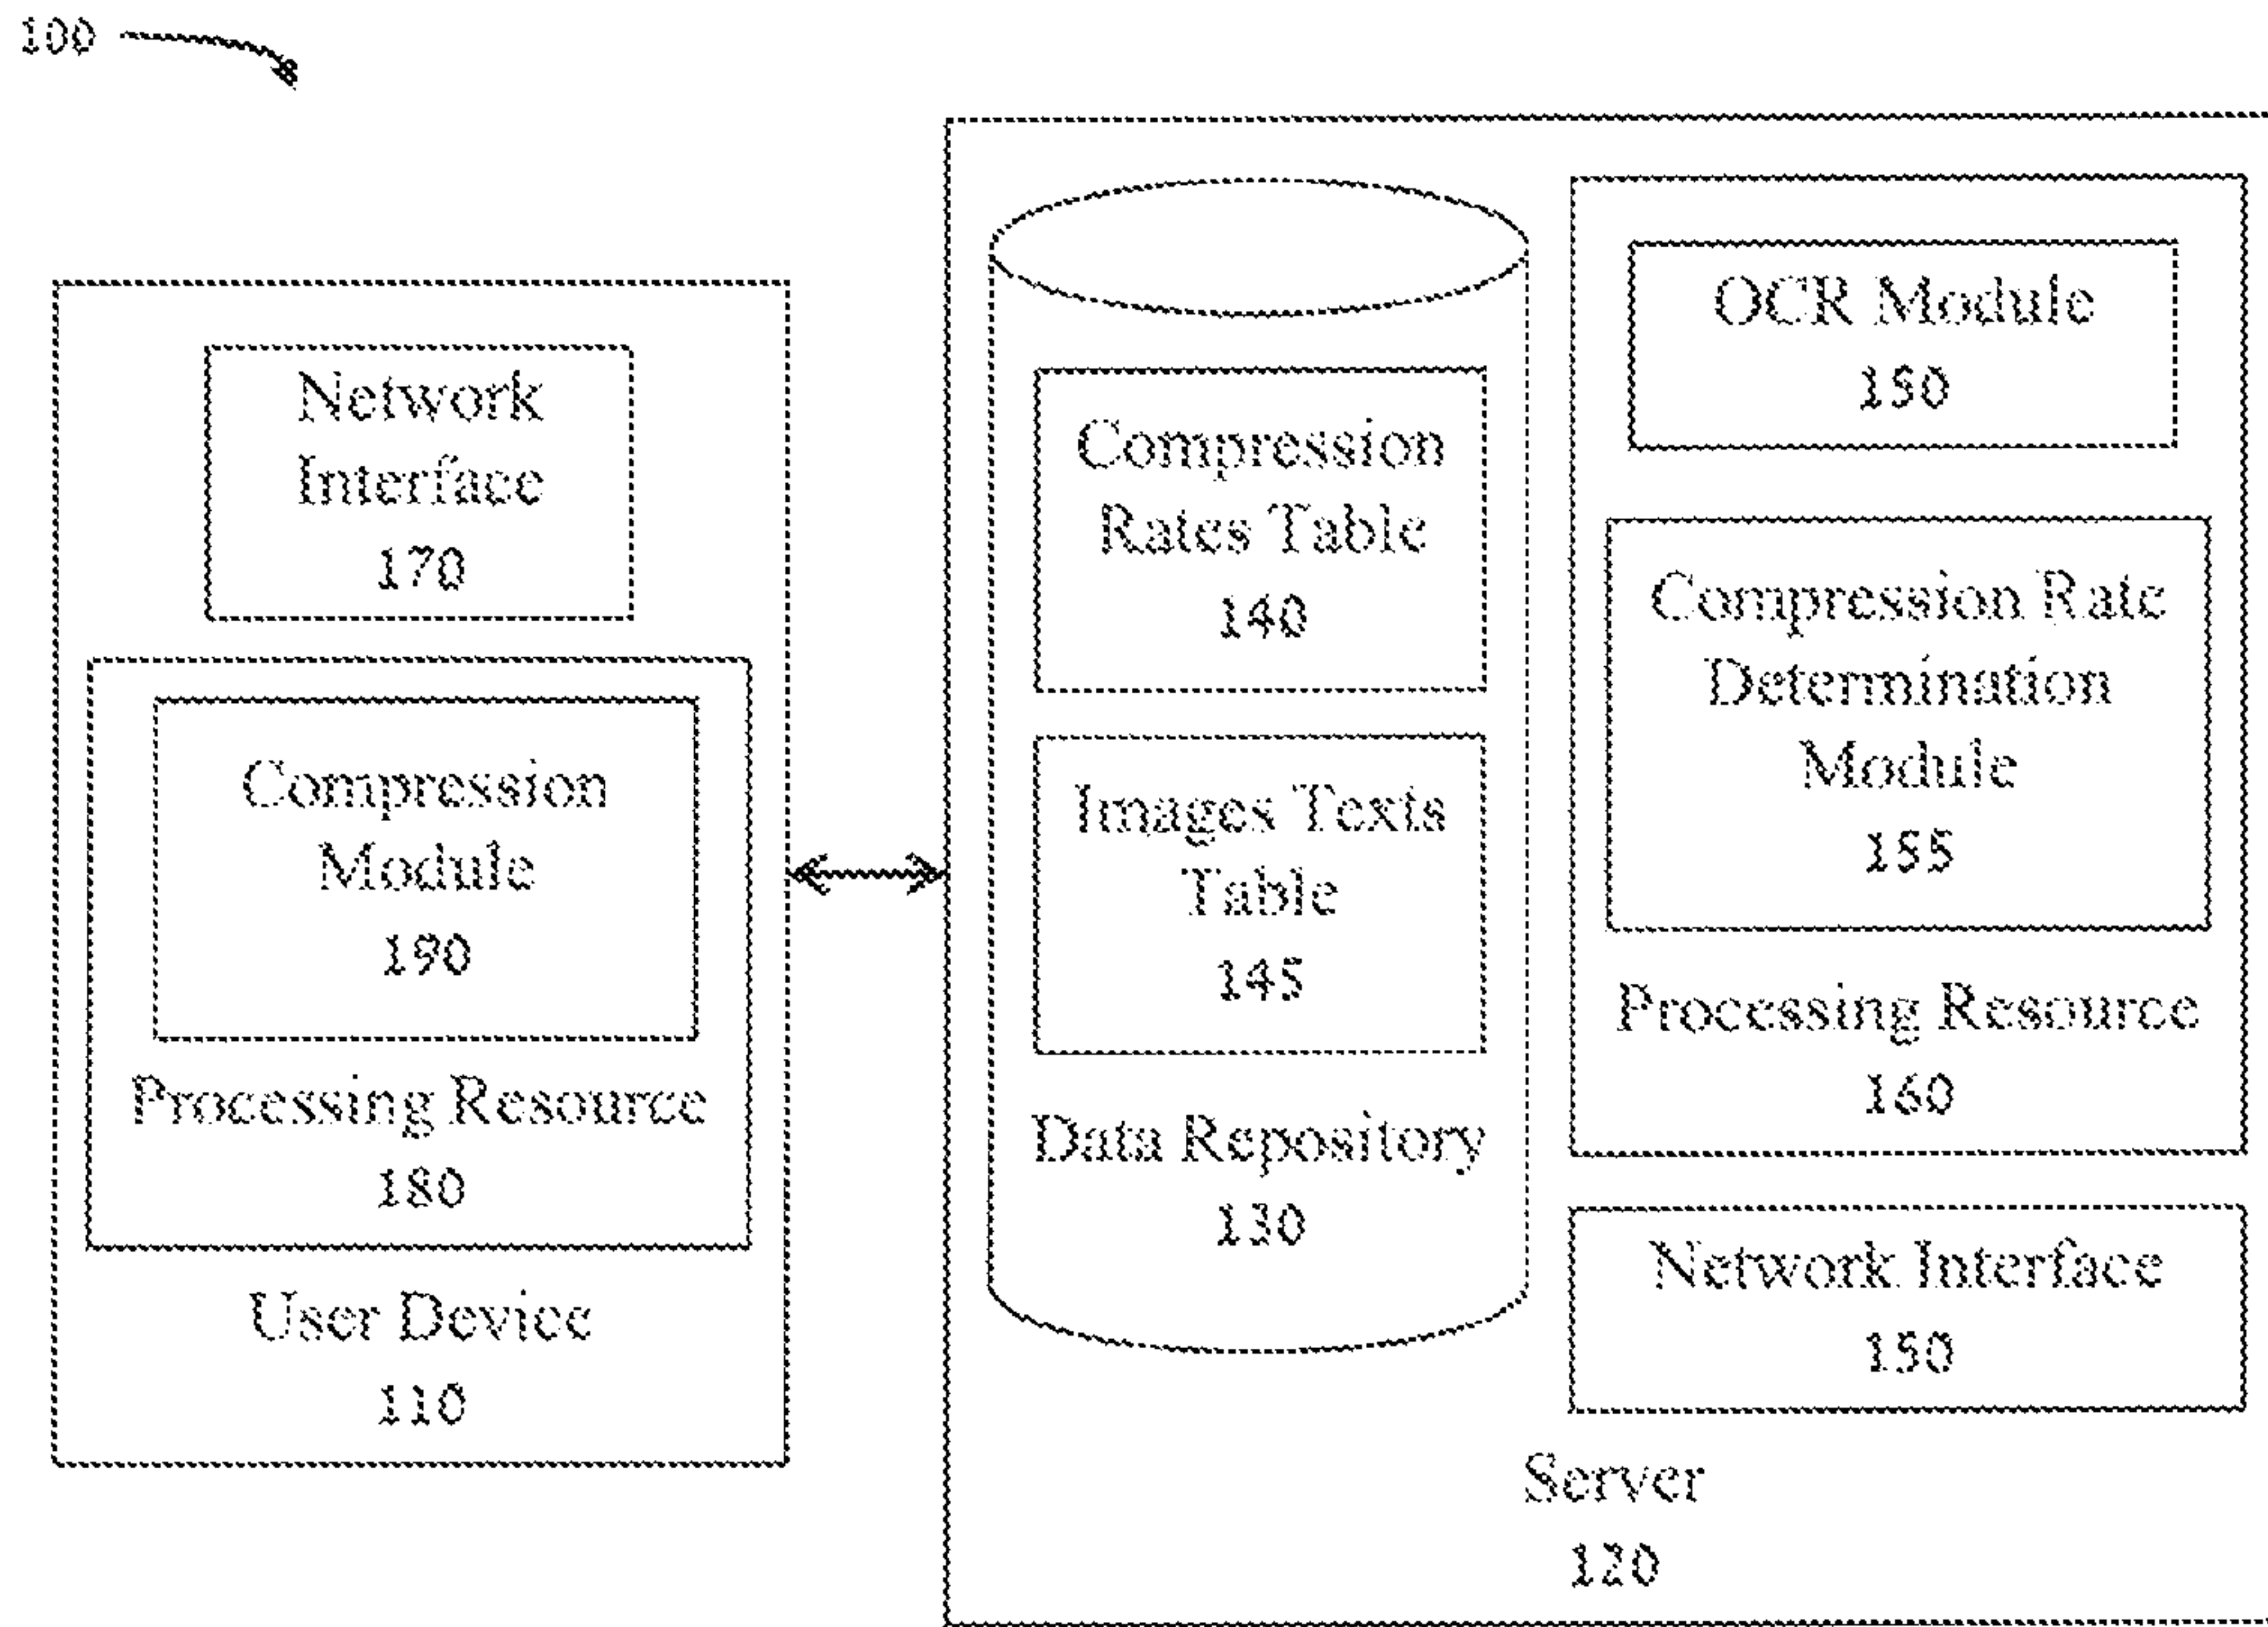 100
Network
Interface
170
Compression
Module
190
Processing Resource
180
User Device
110
Compression
Rates Table
140
Images Texts
Table
145
Data Repository
130
OCR Module
150
Compression Rate
Determination
Module
155
Processing Resource
160
Network Interface
150
Server
120